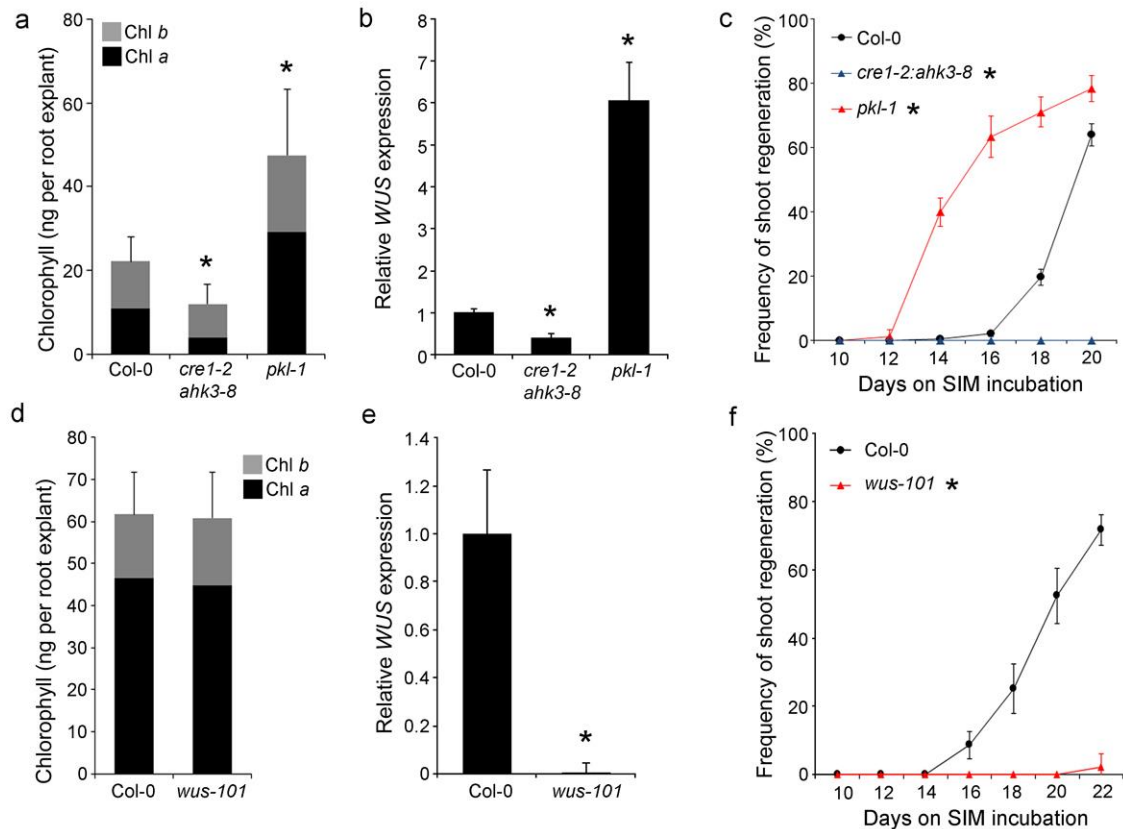 a
Chlorophyll (ng per root explant)
80
60
40
20
0
Chl b
Chl a
*
*
Col-0
cre1-2
ahk3-8
pkl-1
b
Relative WUS expression
8
7
6
5
4
3
2
1
0
*
*
Col-0
cre1-2
ahk3-8
pkl-1
c
Frequency of shoot regeneration (%)
100
80
60
40
20
0
Col-0
cre1-2:ahk3-8 *
pkl-1 *
10 12 14 16 18 20
Days on SIM incubation
d
Chlorophyll (ng per root explant)
80
70
60
50
40
30
20
10
0
Chl b
Chl a
Col-0 wus-101
e
Relative WUS expression
1.4
1.2
1.0
0.8
0.6
0.4
0.2
0
*
Col-0 wus-101
f
Frequency of shoot regeneration (%)
100
80
60
40
20
0
Col-0
wus-101 *
10 12 14 16 18 20 22
Days on SIM incubation